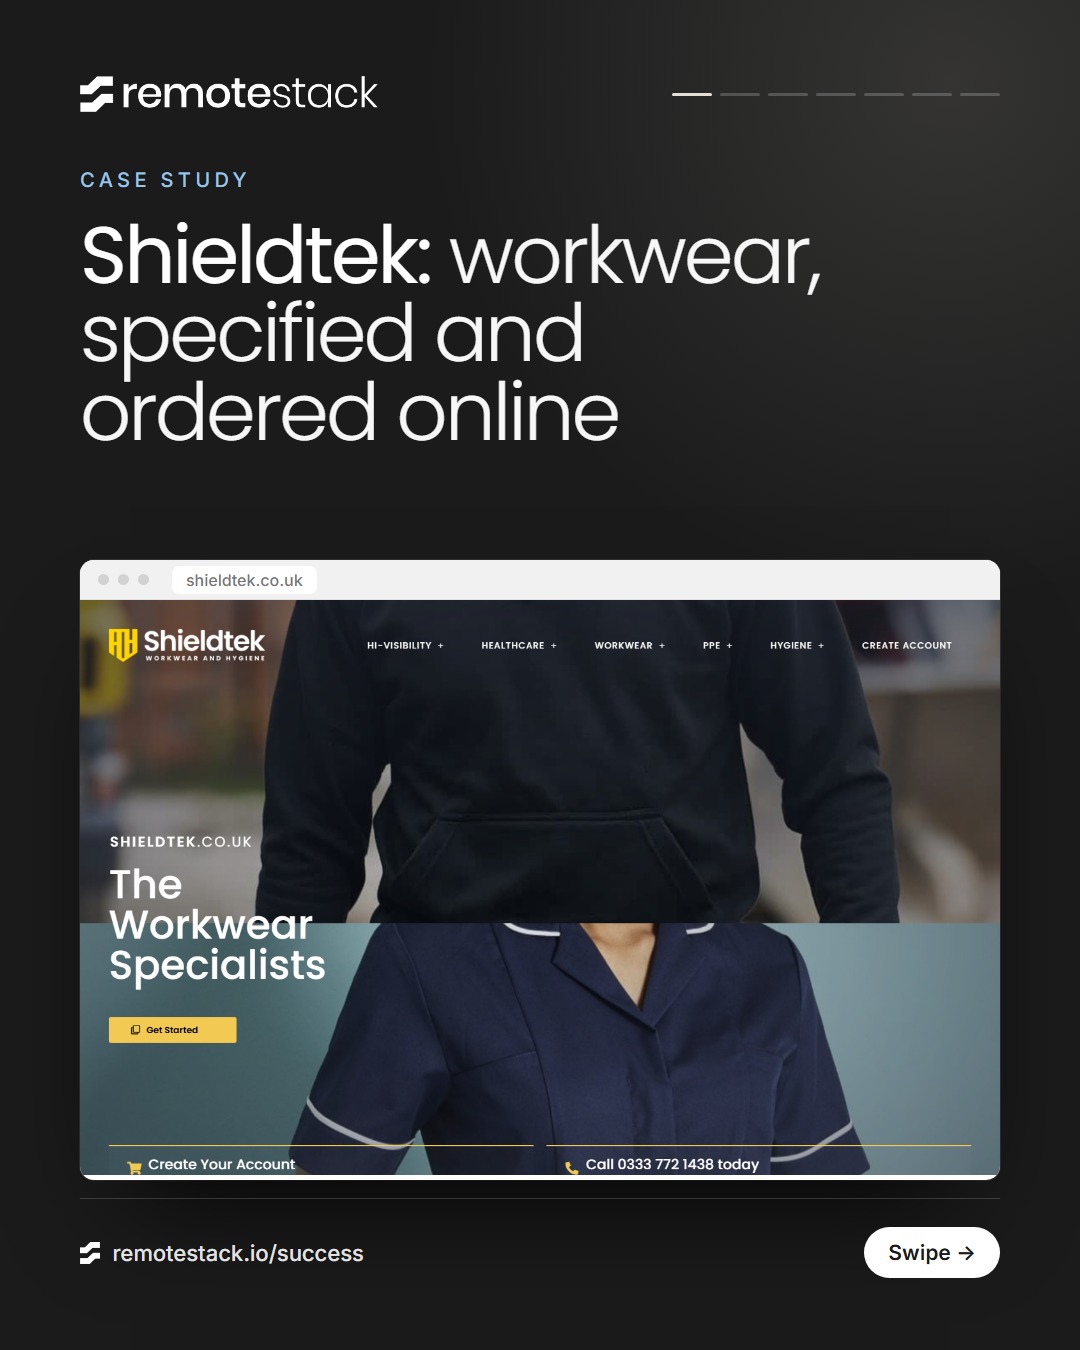 remotestack
CASE STUDY
Shieldtek: workwear,
specified and
ordered online
shieldtek.co.uk
Shieldtek
WORKWEAR AND HYGIENE
HI-VISIBILITY + HEALTHCARE + WORKWEAR + PPE + HYGIENE + CREATE ACCOUNT
SHIELDTEK.CO.UK
The
Workwear
Specialists
Get Started
Create Your Account
Call 0333 772 1438 today
remotestack.io/success
Swipe →